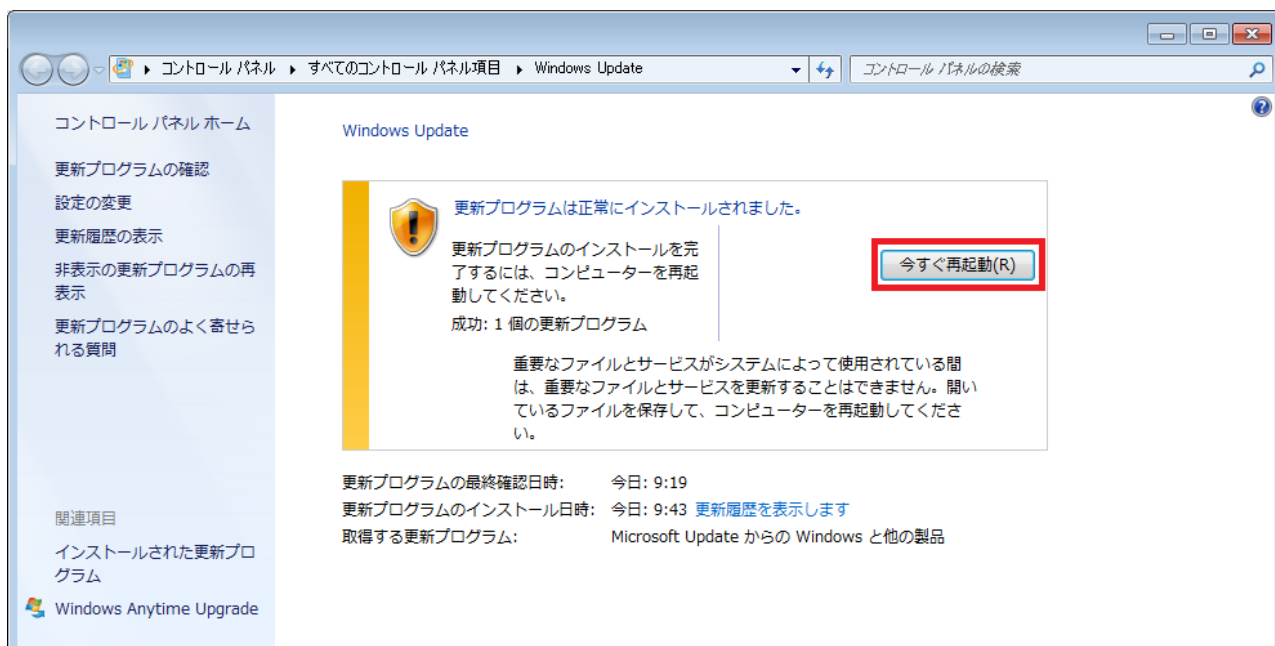 コントロール パネル ▸ すべてのコントロール パネル項目 ▸ Windows Update
コントロール パネルの検索
コントロール パネル ホーム
更新プログラムの確認
設定の変更
更新履歴の表示
非表示の更新プログラムの再
表示
更新プログラムのよく寄せら
れる質問
関連項目
インストールされた更新プロ
グラム
Windows Anytime Upgrade
Windows Update
更新プログラムは正常にインストールされました。
更新プログラムのインストールを完
了するには、コンピューターを再起
動してください。
成功: 1 個の更新プログラム
今すぐ再起動(R)
重要なファイルとサービスがシステムによって使用されている間
は、重要なファイルとサービスを更新することはできません。開い
ているファイルを保存して、コンピューターを再起動してくださ
い。
更新プログラムの最終確認日時: 今日: 9:19
更新プログラムのインストール日時: 今日: 9:43 更新履歴を表示します
取得する更新プログラム: Microsoft Update からの Windows と他の製品